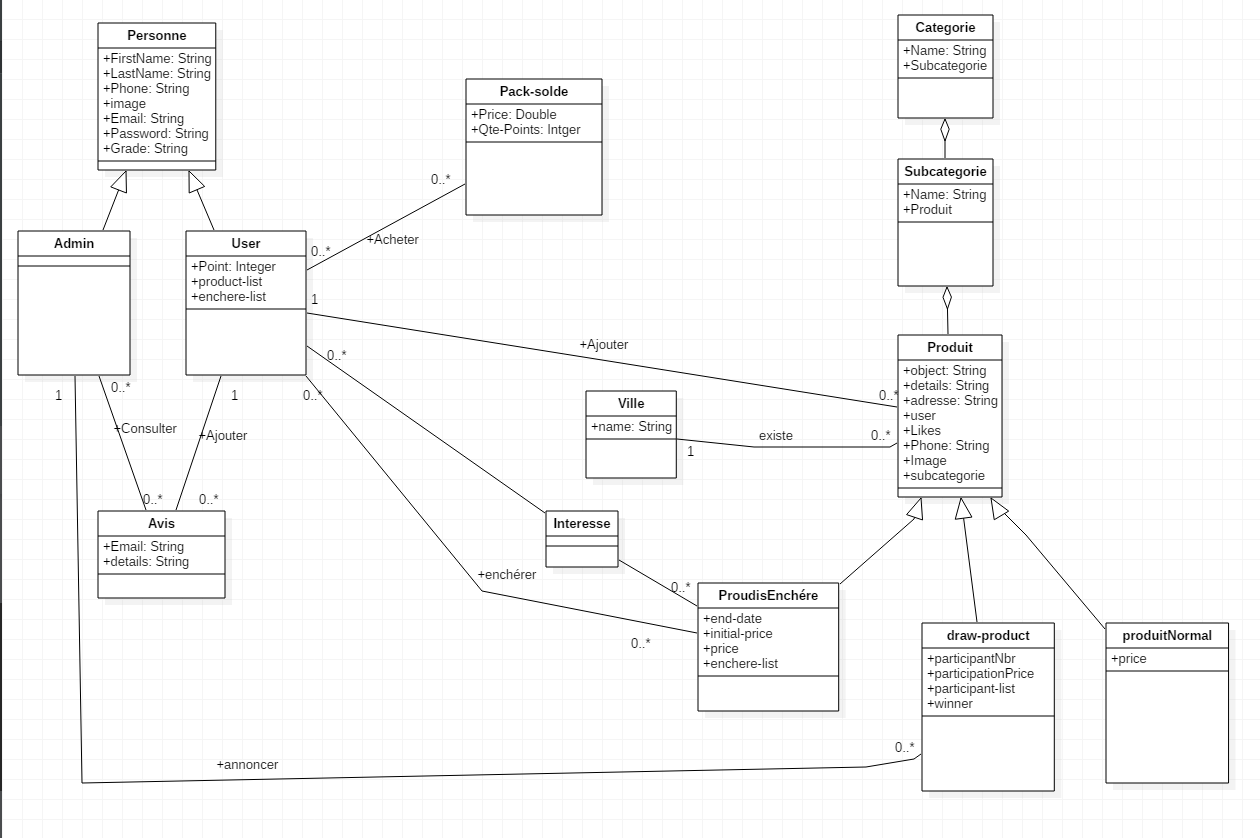 Personne
+FirstName: String
+LastName: String
+Phone: String
+image
+Email: String
+Password: String
+Grade: String
Pack-solde
+Price: Double
+Qte-Points: Intger
Categorie
+Name: String
+Subcategorie
Subcategorie
+Name: String
+Produit
Admin
User
+Point: Integer
+product-list
+enchere-list
0..*
+Acheter
0..*
1
+Ajouter
0..*
0..*
0..*
Ville
+name: String
1
existe
0..*
Produit
+object: String
+details: String
+adresse: String
+user
+Likes
+Phone: String
+Image
+subcategorie
1
0..*
+Consulter
0..*
1
+Ajouter
0..*
Avis
+Email: String
+details: String
Interesse
0..*
+enchérer
0..*
ProudisEnchére
+end-date
+initial-price
+price
+enchere-list
draw-product
+participantNbr
+participationPrice
+participant-list
+winner
produitNormal
+price
+annoncer
0..*